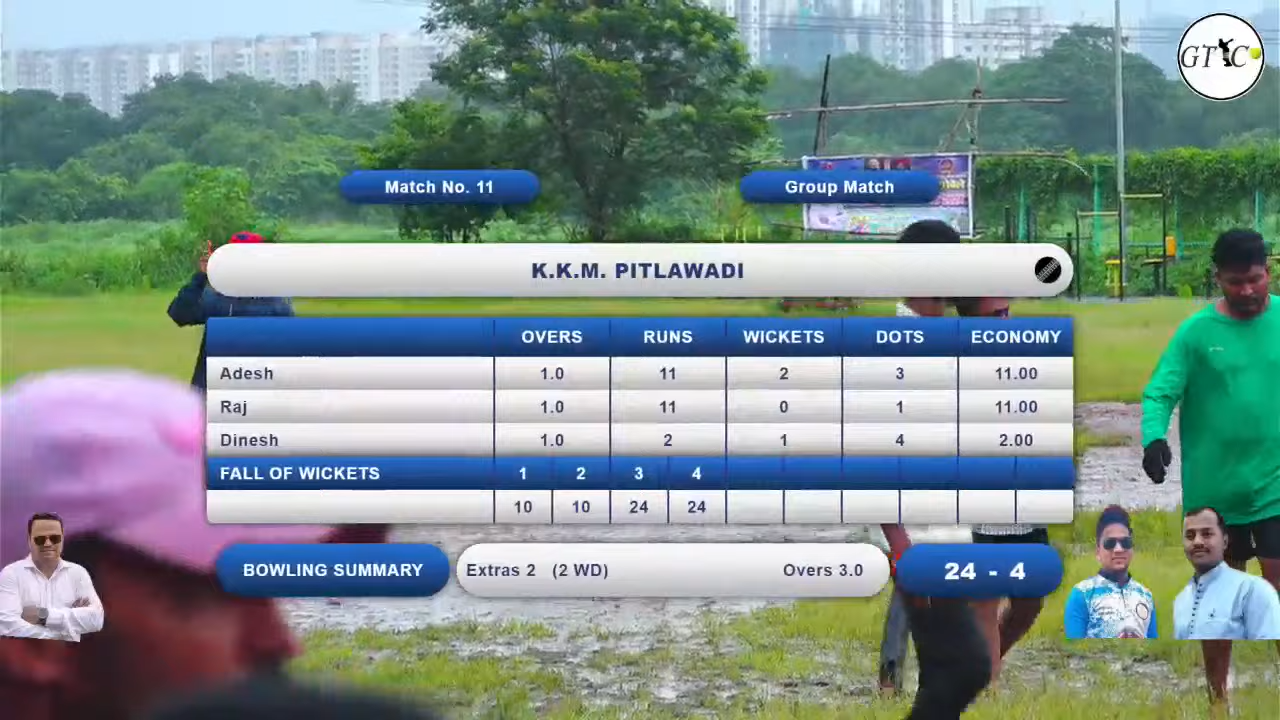 GTC
Match No. 11
Group Match
K.K.M. PITLAWADI
OVERS RUNS WICKETS DOTS ECONOMY
Adesh 1.0 11 2 3 11.00
Raj 1.0 11 0 1 11.00
Dinesh 1.0 2 1 4 2.00
FALL OF WICKETS 1 2 3 4
10 10 24 24
BOWLING SUMMARY Extras 2 (2 WD) Overs 3.0 24 - 4